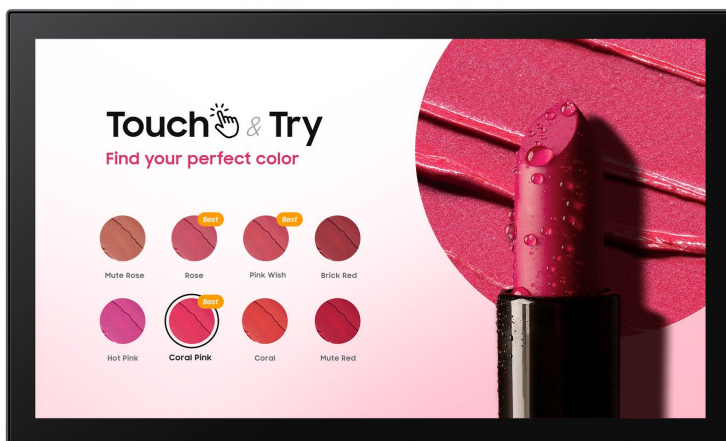 Touch & Try
Find your perfect color
Best
Best
Mute Rose
Rose
Pink Wish
Brick Red
Best
Hot Pink
Coral Pink
Coral
Mute Red